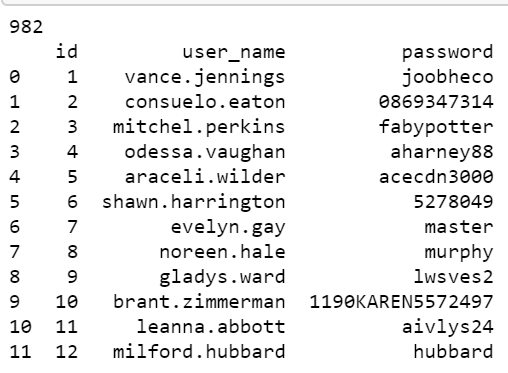 982
id user_name password
0 1 vance.jennings joobheco
1 2 consuelo.eaton 0869347314
2 3 mitchel.perkins fabypotter
3 4 odessa.vaughan aharney88
4 5 araceli.wilder acecdn3000
5 6 shawn.harrington 5278049
6 7 evelyn.gay master
7 8 noreen.hale murphy
8 9 gladys.ward lwsves2
9 10 brant.zimmerman 1190KAREN5572497
10 11 leanna.abbott aivlys24
11 12 milford.hubbard hubbard